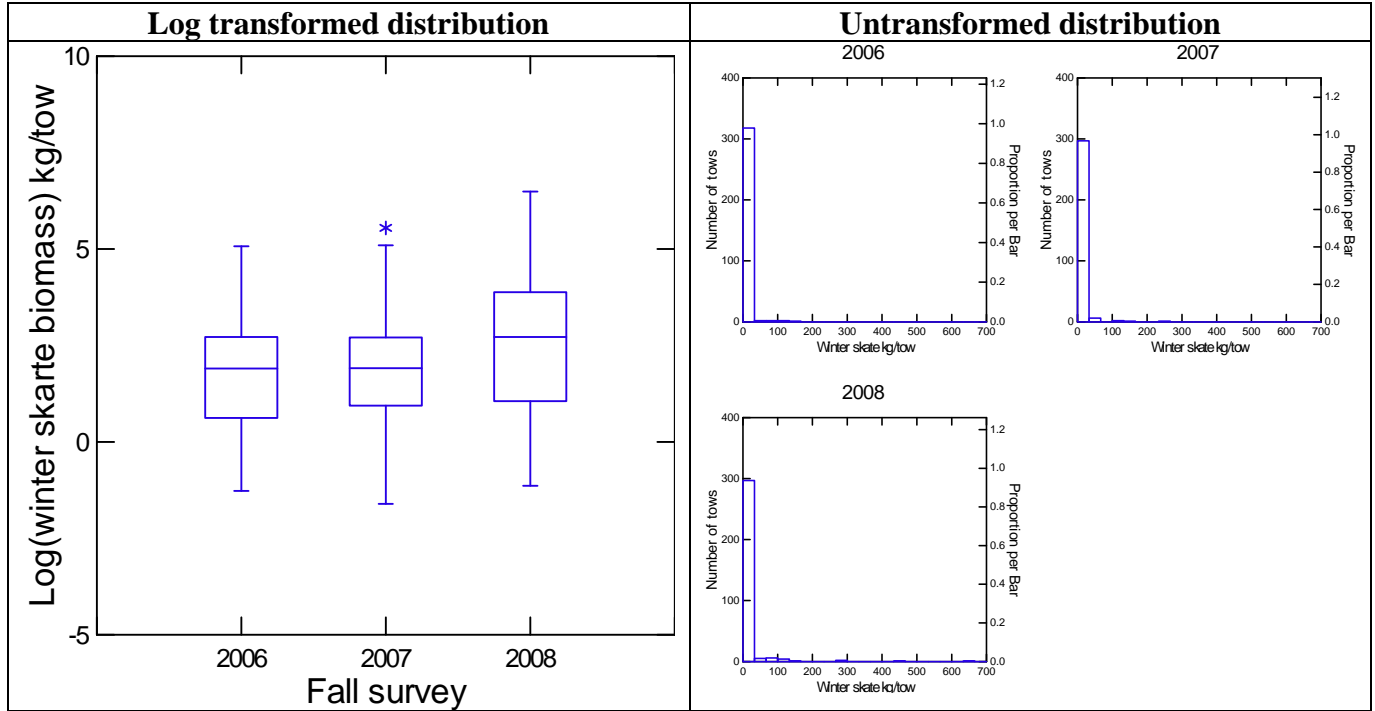 Log transformed distribution
Untransformed distribution
10
5
0
-5
Log(winter skarte biomass) kg/tow
2006 2007 2008
Fall survey
2006
400
300
200
100
0
Number of tows
1.2
1.0
0.8
0.6
0.4
0.2
0.0
Proportion per Bar
0 100 200 300 400 500 600 700
Winter skate kg/tow
2007
400
300
200
100
0
Number of tows
1.2
1.0
0.8
0.6
0.4
0.2
0.0
Proportion per Bar
0 100 200 300 400 500 600 700
Winter skate kg/tow
2008
400
300
200
100
0
Number of tows
1.2
1.0
0.8
0.6
0.4
0.2
0.0
Proportion per Bar
0 100 200 300 400 500 600 700
Winter skate kg/tow